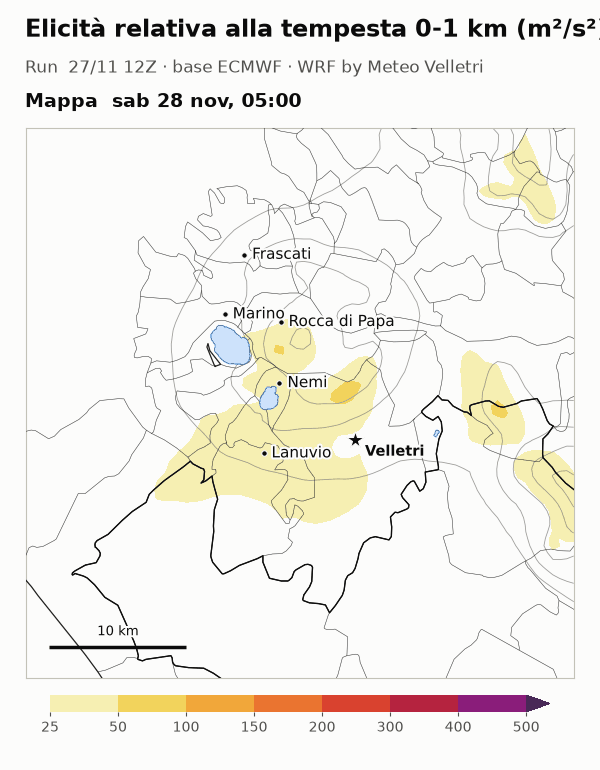 Elicità relativa alla tempesta 0-1 km (m²/s²)
Run 27/11 12Z · base ECMWF · WRF by Meteo Velletri
Mappa sab 28 nov, 05:00
Frascati
Marino
Rocca di Papa
Nemi
Velletri
Lanuvio
10 km
25 50 100 150 200 300 400 500